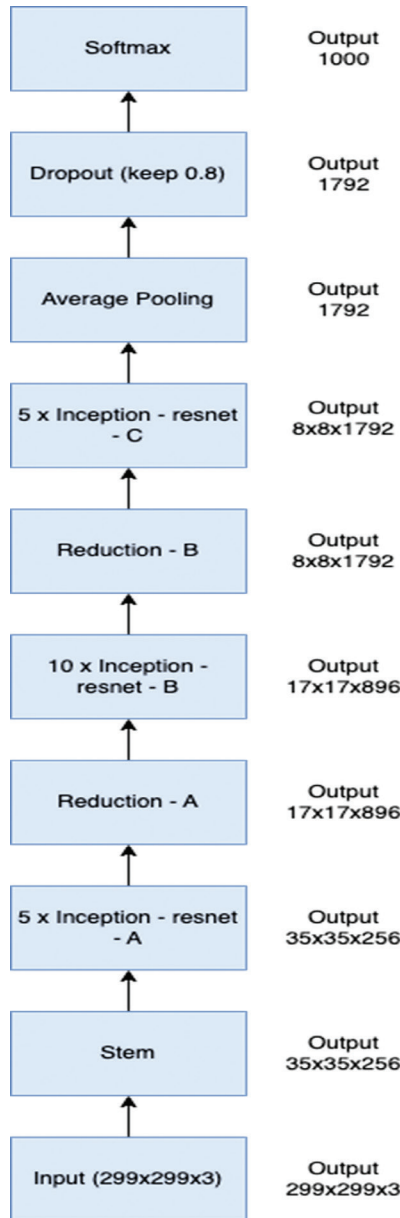 Softmax
Output
1000
Dropout (keep 0.8)
Output
1792
Average Pooling
Output
1792
5 x Inception - resnet
- C
Output
8x8x1792
Reduction - B
Output
8x8x1792
10 x Inception -
resnet - B
Output
17x17x896
Reduction - A
Output
17x17x896
5 x Inception - resnet
- A
Output
35x35x256
Stem
Output
35x35x256
Input (299x299x3)
Output
299x299x3